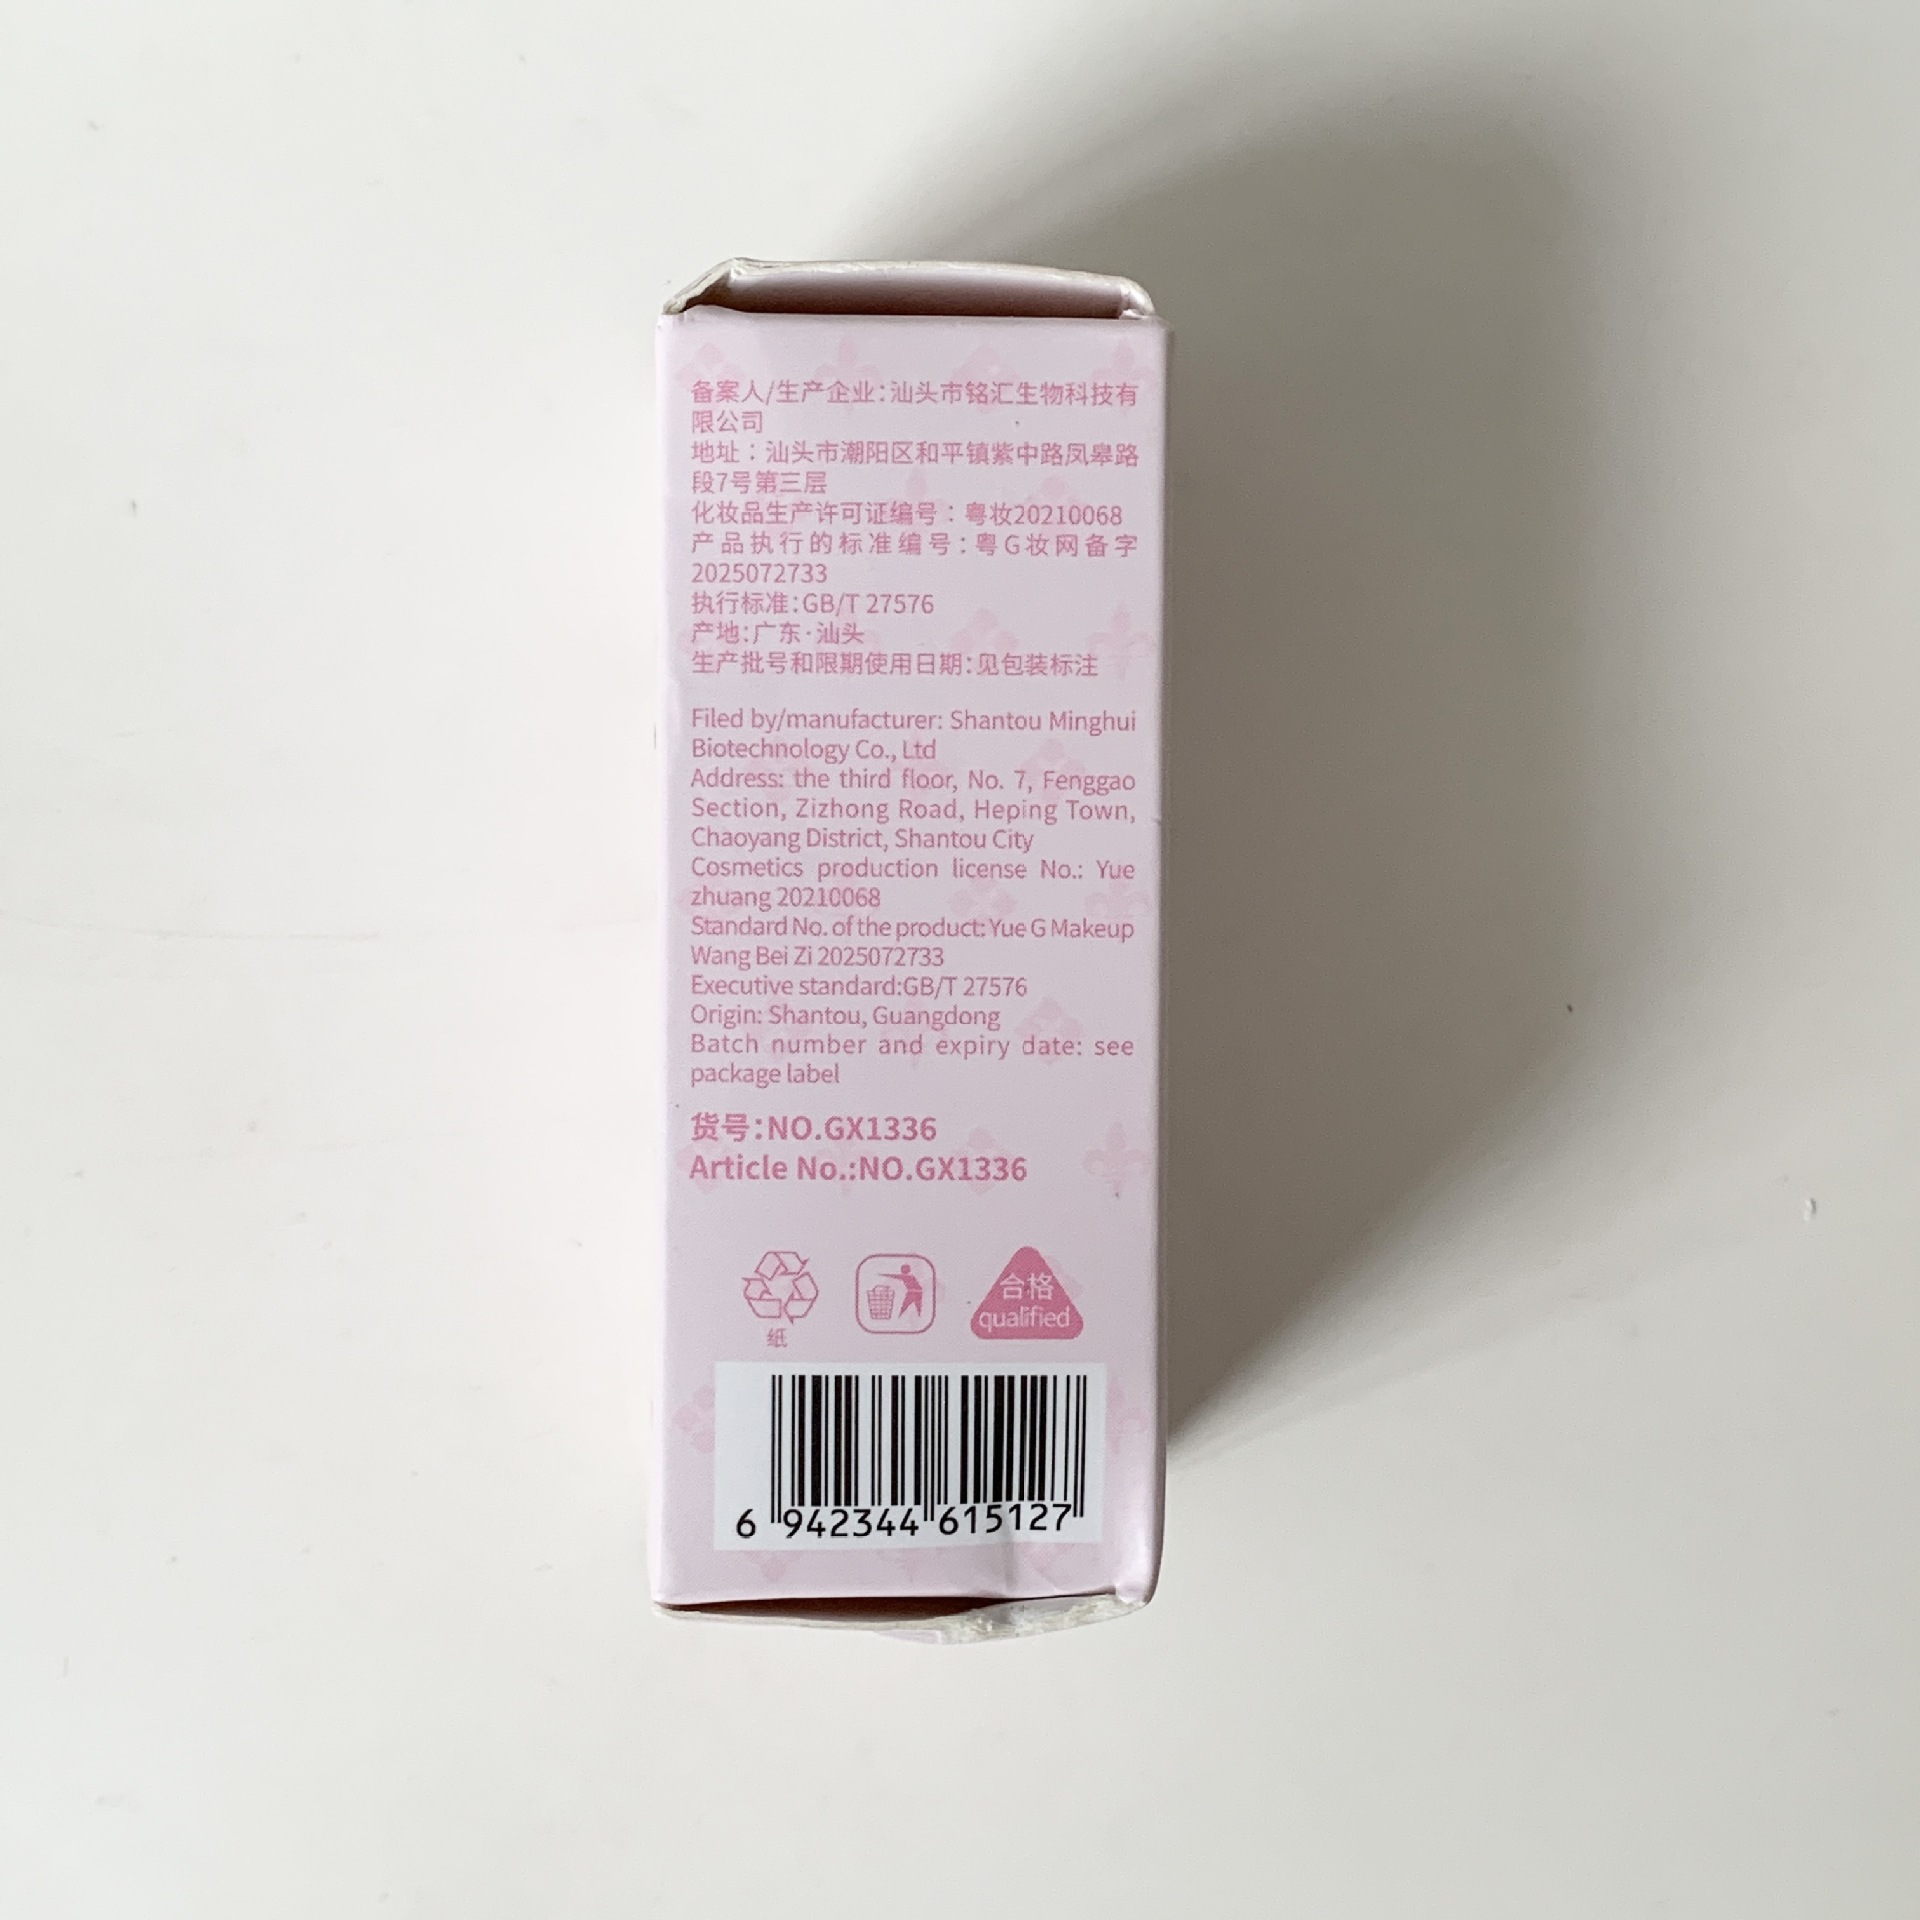 备案人/生产企业:汕头市铭汇生物科技有
限公司
地址：汕头市潮阳区和平镇紫中路凤皋路
段7号第三层
化妆品生产许可证编号：粤妆20210068
产品执行的标准编号:粤G妆网备字
2025072733
执行标准:GB/T 27576
产地:广东·汕头
生产批号和限期使用日期:见包装标注
Filed by/manufacturer: Shantou Minghui
Biotechnology Co., Ltd
Address: the third floor, No. 7, Fenggao
Section, Zizhong Road, Heping Town,
Chaoyang District, Shantou City
Cosmetics production license No.: Yue
zhuang 20210068
Standard No. of the product: Yue G Makeup
Wang Bei Zi 2025072733
Executive standard:GB/T 27576
Origin: Shantou, Guangdong
Batch number and expiry date: see
package label
货号:NO.GX1336
Article No.:NO.GX1336
纸
合格
qualified
6 942344 615127